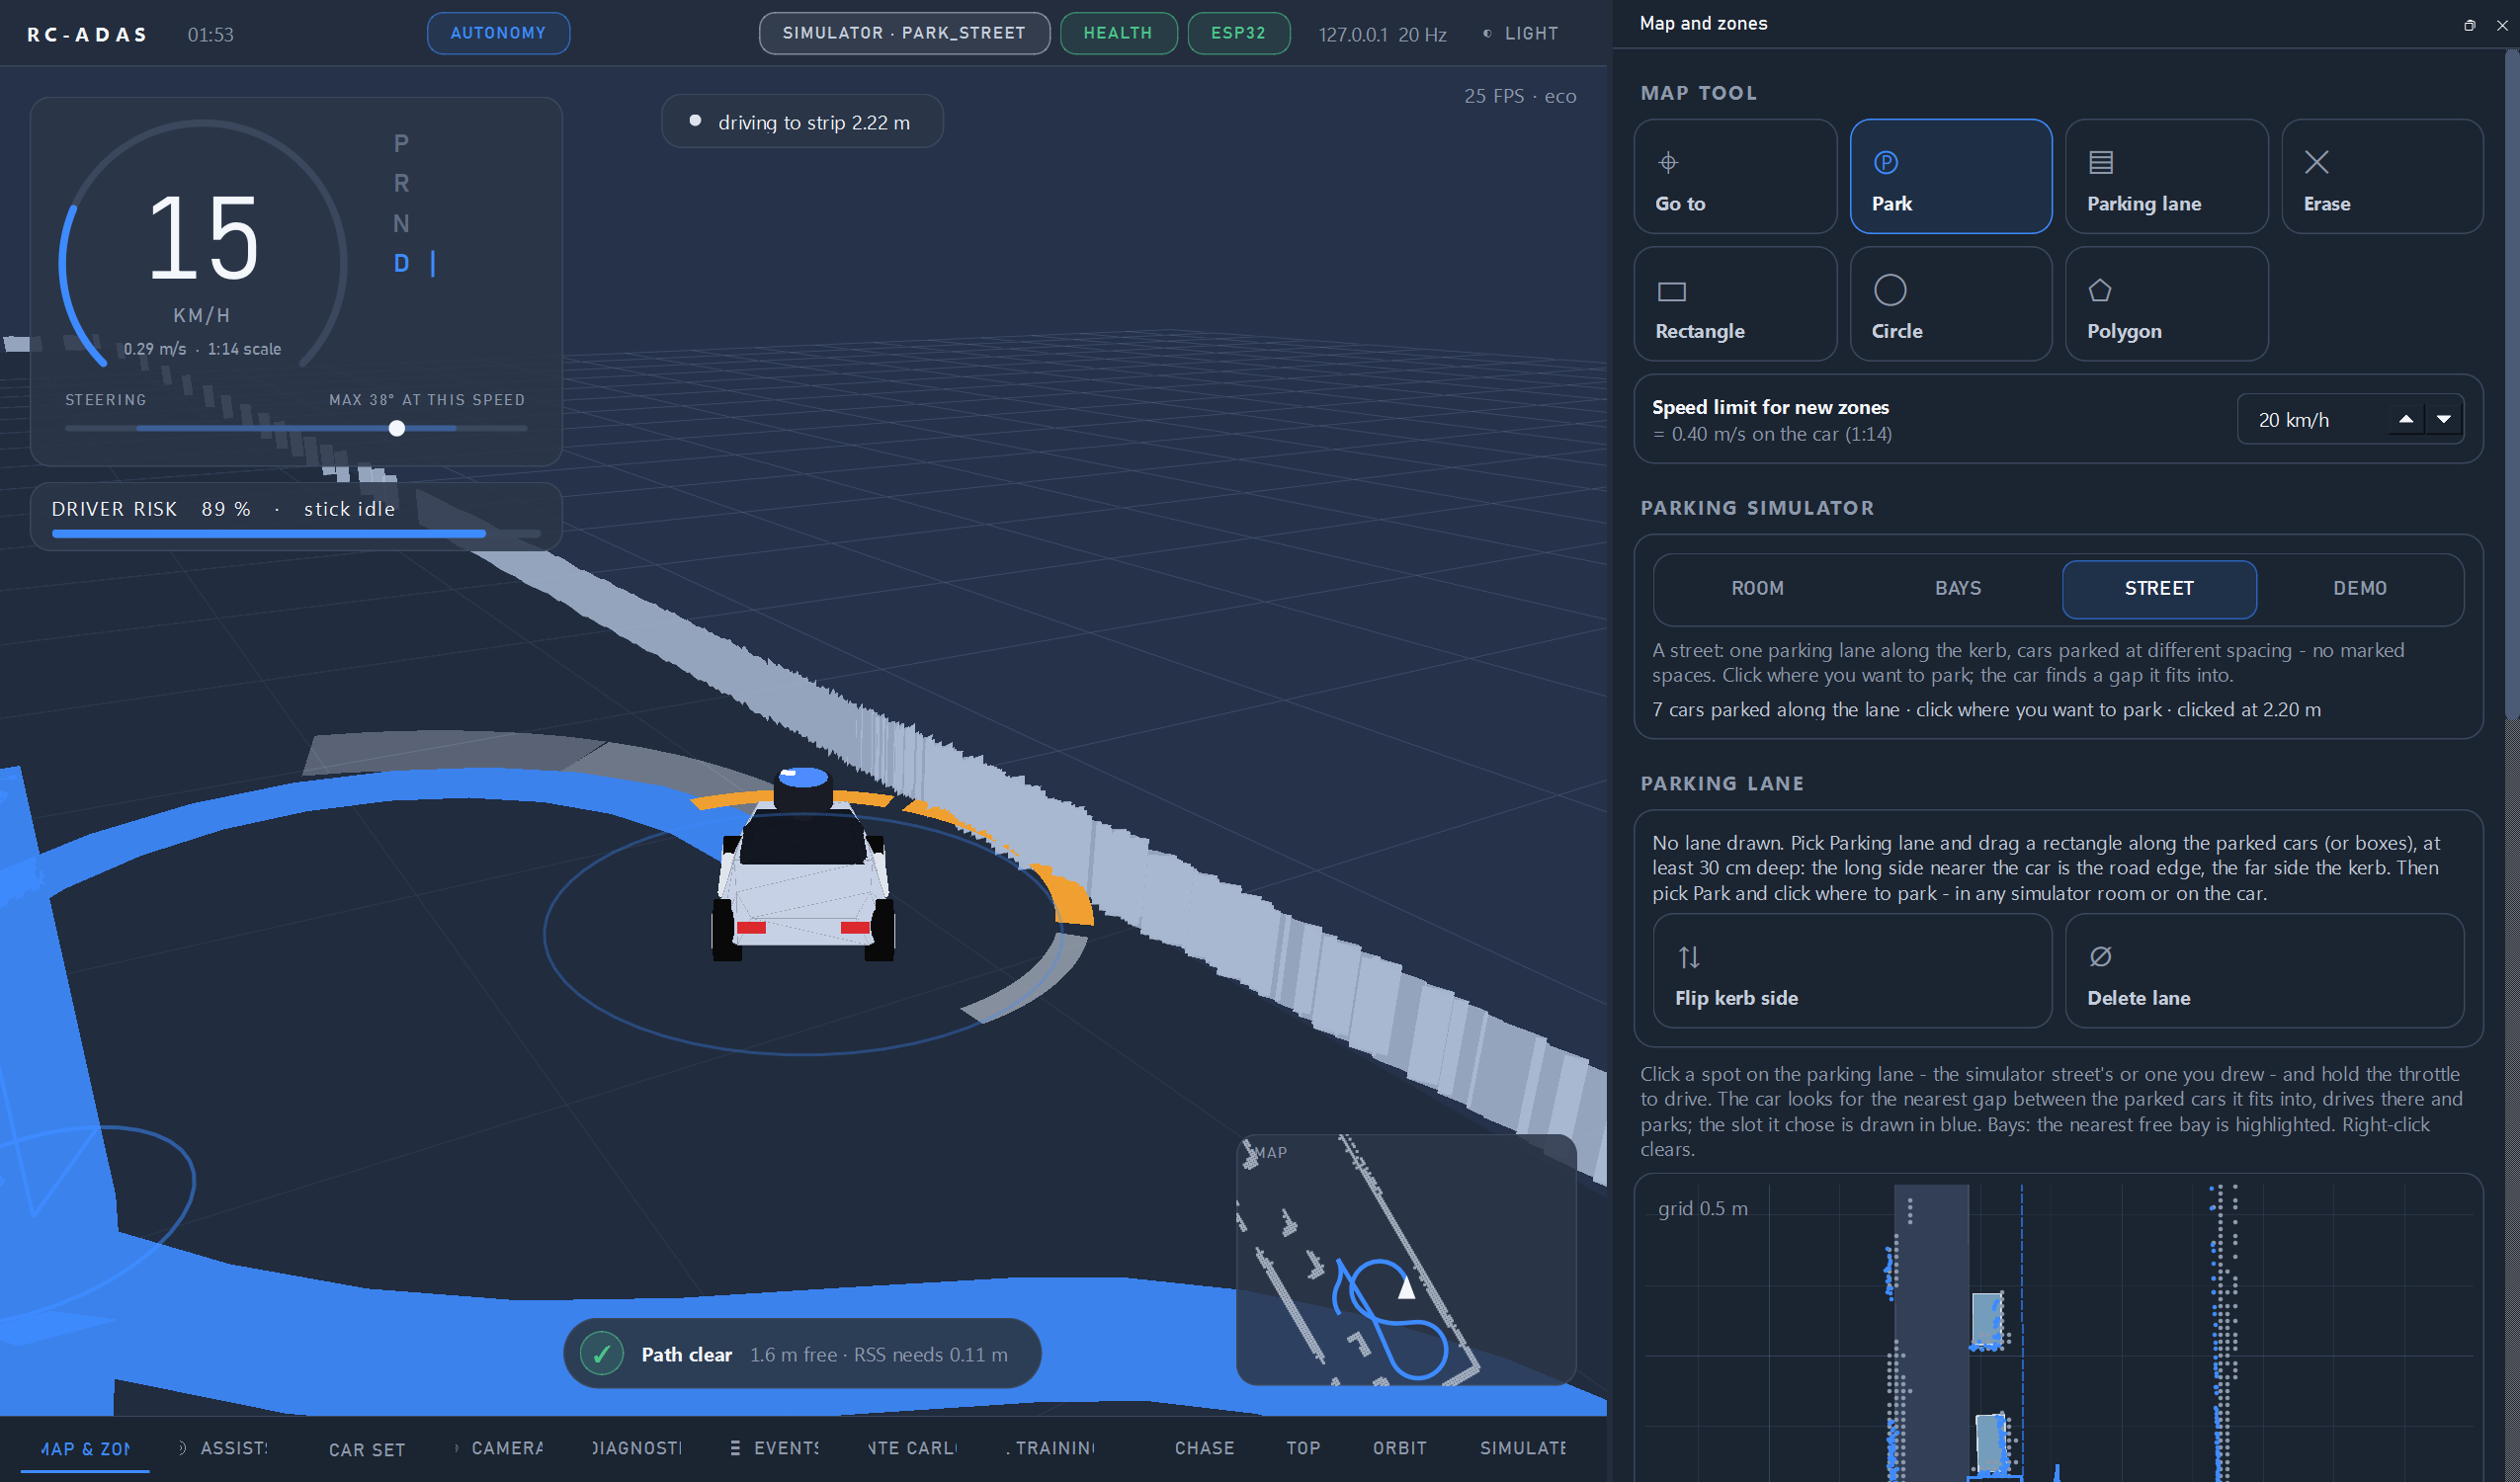 RC-ADAS 01:53 AUTONOMY SIMULATOR · PARK_STREET HEALTH ESP32 127.0.0.1 20 Hz LIGHT
25 FPS · eco
driving to strip 2.22 m
P
R
N
D
15
KM/H
0.29 m/s · 1:14 scale
STEERING MAX 38° AT THIS SPEED
DRIVER RISK 89 % · stick idle
MAP
Path clear 1.6 m free · RSS needs 0.11 m
MAP & ZON ASSIST CAR SET CAMERA DIAGNOSTI EVENTS NTE CARL TRAININ CHASE TOP ORBIT SIMULATE
Map and zones
MAP TOOL
Go to Park Parking lane Erase
Rectangle Circle Polygon
Speed limit for new zones
= 0.40 m/s on the car (1:14)
20 km/h
PARKING SIMULATOR
ROOM BAYS STREET DEMO
A street: one parking lane along the kerb, cars parked at different spacing - no marked
spaces. Click where you want to park; the car finds a gap it fits into.
7 cars parked along the lane · click where you want to park · clicked at 2.20 m
PARKING LANE
No lane drawn. Pick Parking lane and drag a rectangle along the parked cars (or boxes), at
least 30 cm deep: the long side nearer the car is the road edge, the far side the kerb. Then
pick Park and click where to park - in any simulator room or on the car.
Flip kerb side Delete lane
Click a spot on the parking lane - the simulator street's or one you drew - and hold the throttle
to drive. The car looks for the nearest gap between the parked cars it fits into, drives there and
parks; the slot it chose is drawn in blue. Bays: the nearest free bay is highlighted. Right-click
clears.
grid 0.5 m